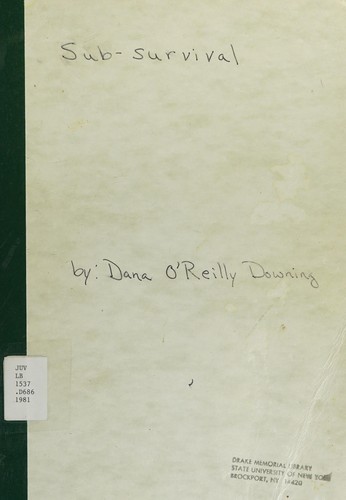 Sub-survival
by: Dana O'Reilly Downing
JUV
LB
1537
.D686
1981
DRAKE MEMORIAL LIBRARY
STATE UNIVERSITY OF NEW YORK
BROCKPORT, NY 14420